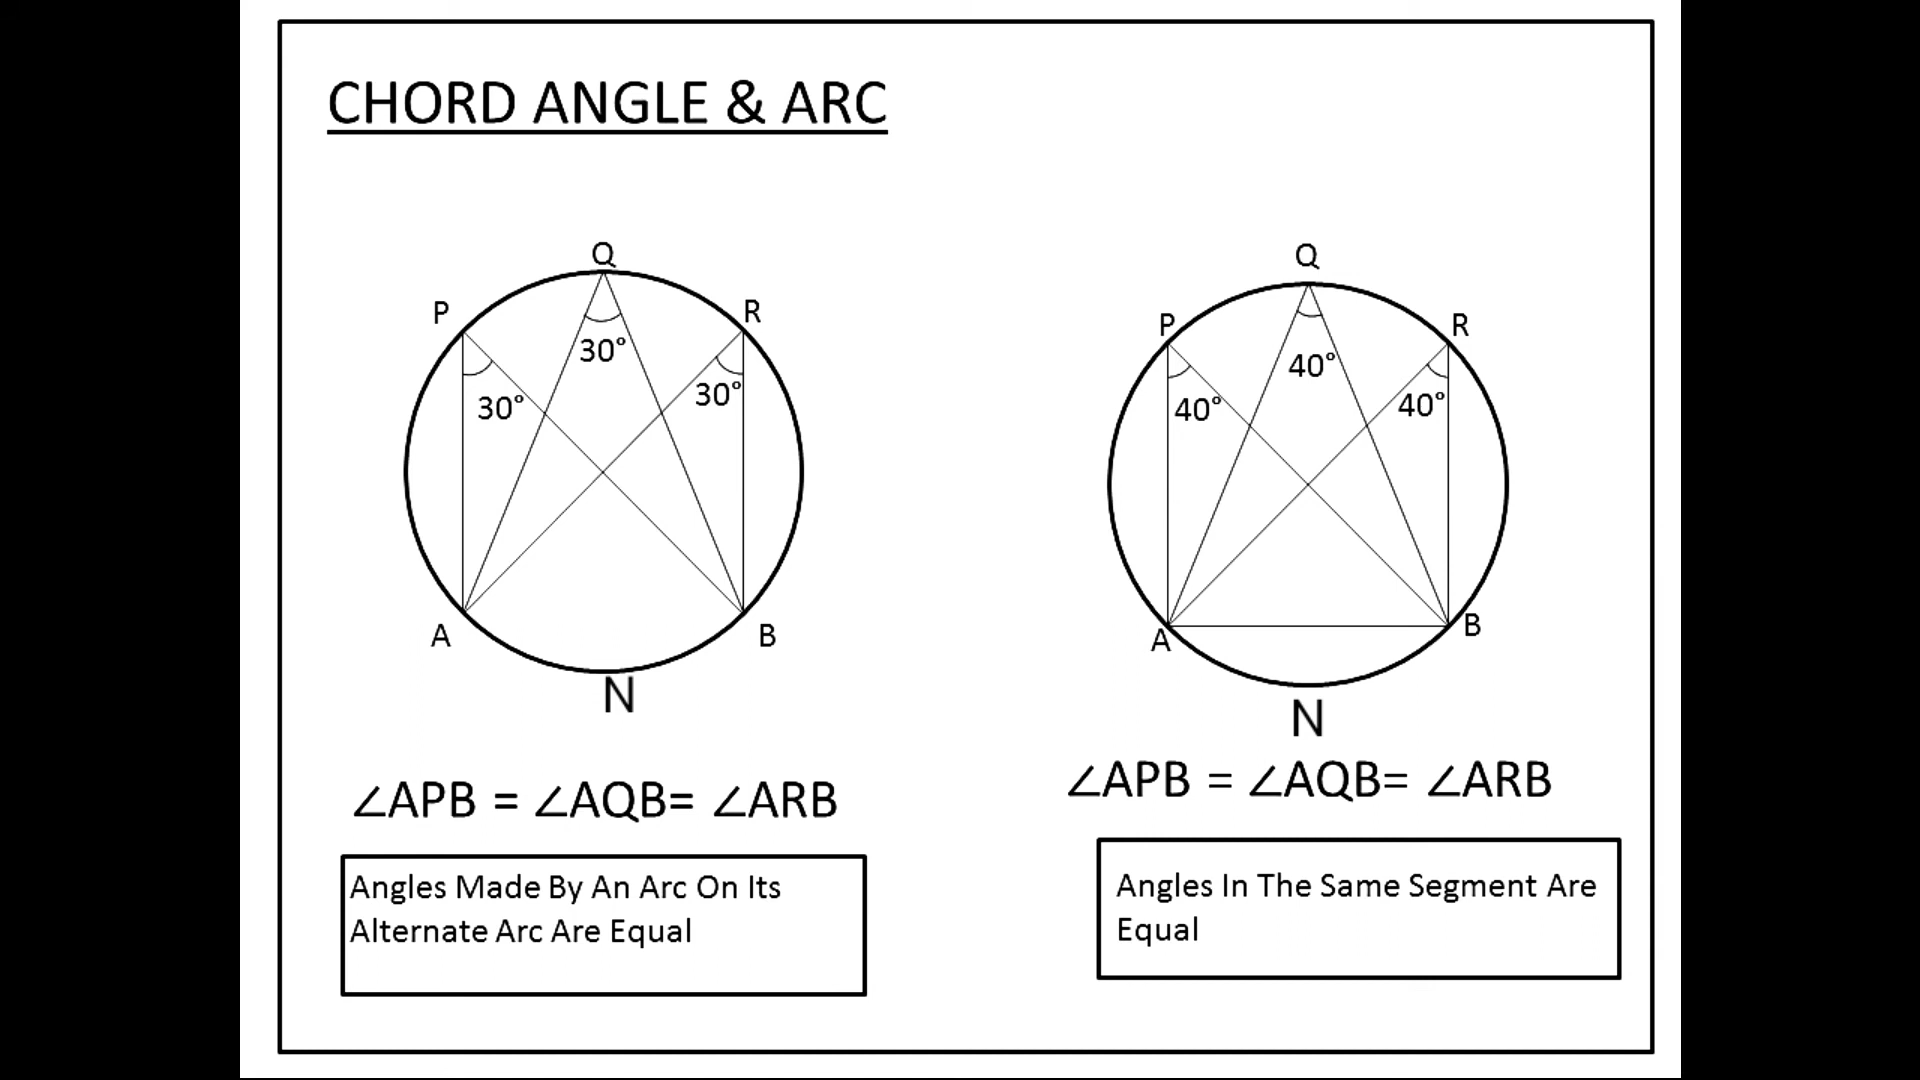 CHORD ANGLE & ARC
Q
P
R
30°
30°
30°
A
B
N
∠APB = ∠AQB= ∠ARB
Angles Made By An Arc On Its
Alternate Arc Are Equal
Q
P
R
40°
40°
40°
A
B
N
∠APB = ∠AQB= ∠ARB
Angles In The Same Segment Are
Equal